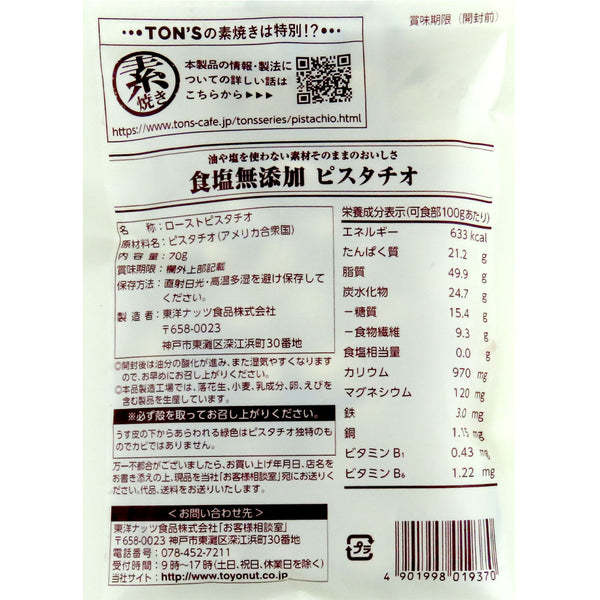 •••TON'Sの素焼きは特別!?•••
賞味期限（開封前）
素焼き
本製品の情報・製法に
ついての詳しい話は
こちらから▶▶▶
https://www.tons-cafe.jp/tonsseries/pistachio.html
油や塩を使わない素材そのままのおいしさ
食塩無添加 ピスタチオ
名称:ローストピスタチオ
原材料名:ピスタチオ(アメリカ合衆国)
内容量:70g
賞味期限:欄外上部記載
保存方法:直射日光・高温多湿を避け保存して
ください。
製造者:東洋ナッツ食品株式会社
〒658-0023
神戸市東灘区深江浜町30番地
◎開封後は油分の酸化が進み、また湿気やすくなります
ので、お早めにお召し上がりください。
◎本品製造工場では、落花生、小麦、乳成分、卵、えびを
含む製品を生産しています。
※必ず殻を取ってお召し上がりください。
うす皮の下からあらわれる緑色はピスタチオ独特のも
のでカビではありません。
万一不都合がございましたら、お買い上げ年月日、店名を
お書き添えの上、現品を当社「お客様相談室」宛にお送りく
ださい。代品、送料をお送りいたします。
＜お問い合わせ先＞
東洋ナッツ食品株式会社「お客様相談室」
〒658-0023 神戸市東灘区深江浜町30番地
電話番号 078-452-7211
受付時間 9時〜17時(土日、祝日、休業日を除く)
当社サイト http://www.toyonut.co.jp
栄養成分表示(可食部100gあたり)
エネルギー 633 kcal
たんぱく質 21.2 g
脂質 49.9 g
炭水化物 24.7 g
－糖質 15.4 g
－食物繊維 9.3 g
食塩相当量 0.0 g
カリウム 970 mg
マグネシウム 120 mg
鉄 3.0 mg
銅 1.15 mg
ビタミンB₁ 0.43 mg
ビタミンB₆ 1.22 mg
プラ
4 901998 019370